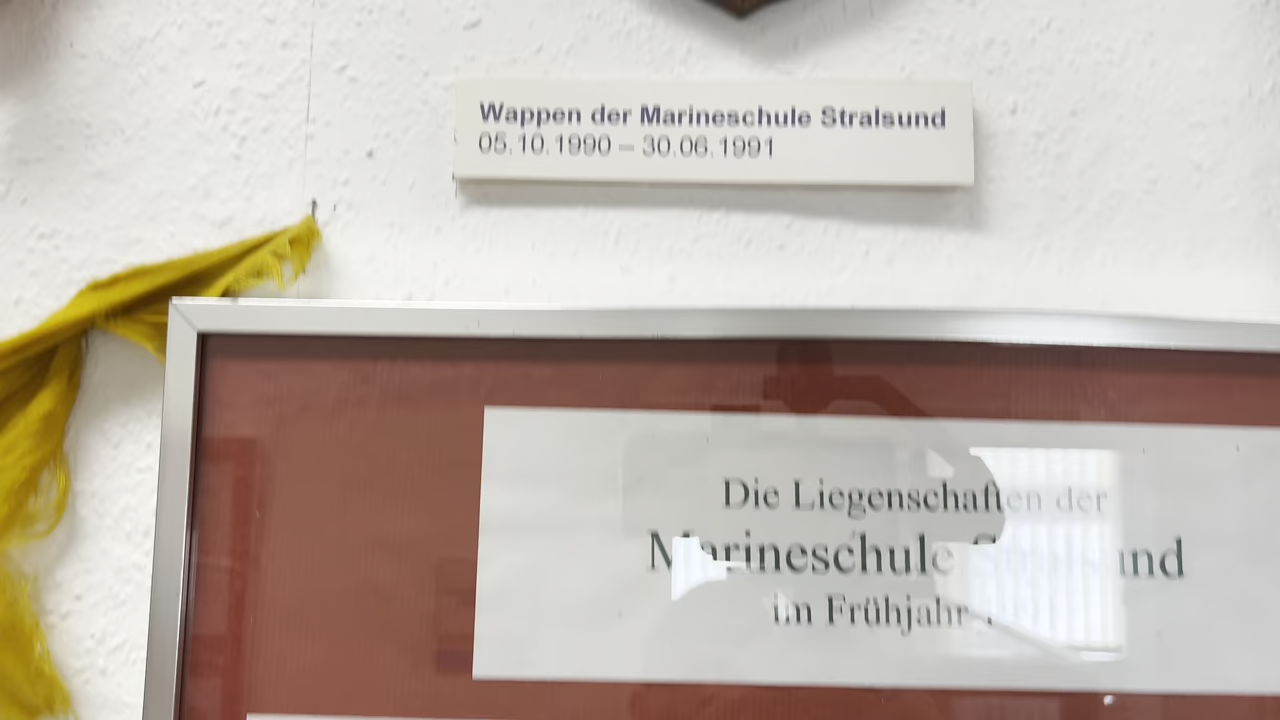 Wappen der Marineschule Stralsund
05.10.1990 – 30.06.1991
Die Liegenschaften der
Marineschule Stralsund
im Frühjahr